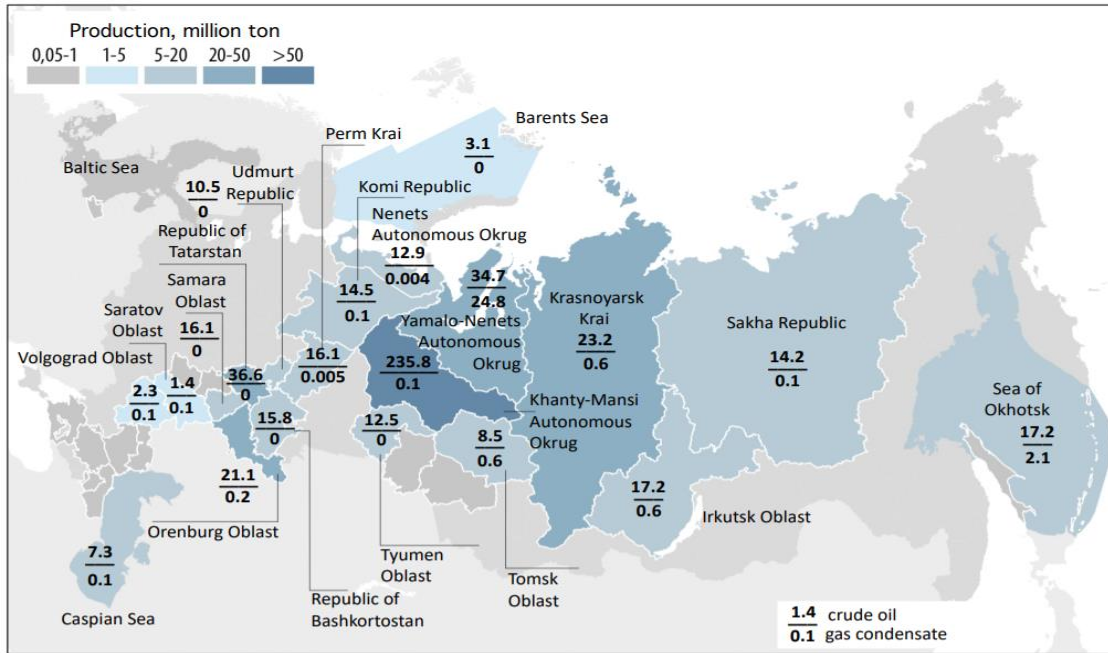 Production, million ton
0,05-1 1-5 5-20 20-50 >50
Barents Sea
3.1
0
Perm Krai
Baltic Sea
Udmurt
Republic
10.5
0
Komi Republic
Nenets
Autonomous Okrug
12.9
0.004
Republic of
Tatarstan
34.7
24.8
14.5
0.1
Samara
Oblast
Saratov
Oblast
16.1
0
Volgograd Oblast
Yamalo-Nenets
Autonomous
Okrug
Krasnoyarsk
Krai
23.2
0.6
Sakha Republic
14.2
0.1
16.1
0.005
235.8
0.1
36.6
0
2.3
0.1
1.4
0.1
15.8
0
Khanty-Mansi
Autonomous
Okrug
12.5
0
8.5
0.6
Sea of
Okhotsk
17.2
2.1
21.1
0.2
17.2
0.6
Irkutsk Oblast
Orenburg Oblast
7.3
0.1
Caspian Sea
Tyumen
Oblast
Tomsk
Oblast
Republic of
Bashkortostan
1.4 crude oil
0.1 gas condensate